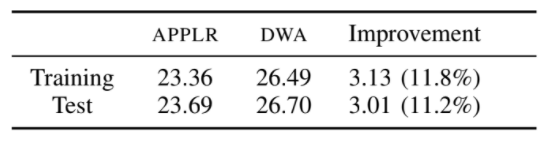 APPLR DWA Improvement
Training 23.36 26.49 3.13 (11.8%)
Test 23.69 26.70 3.01 (11.2%)